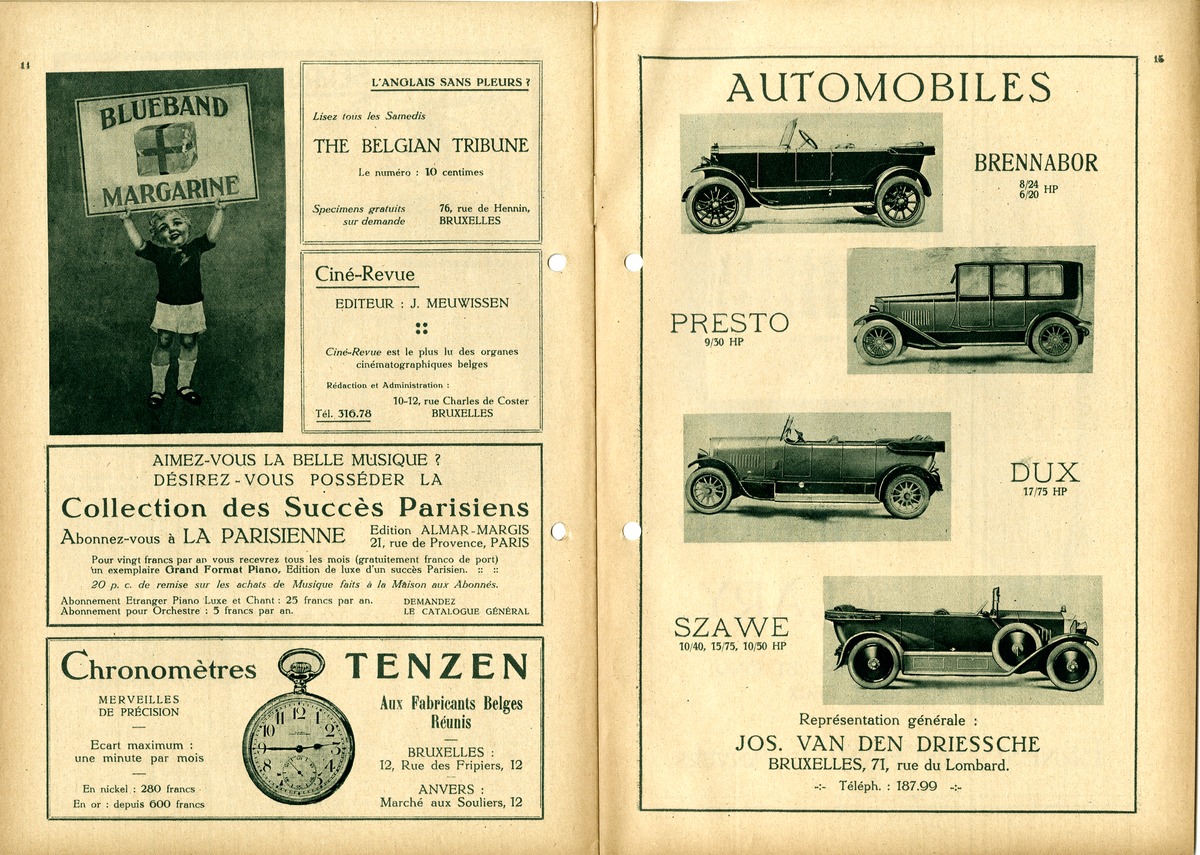 14
BLUEBAND
MARGARINE
L'ANGLAIS SANS PLEURS ?
Lisez tous les Samedis
THE BELGIAN TRIBUNE
Le numéro : 10 centimes
Specimens gratuits
sur demande
76, rue de Hennin,
BRUXELLES
Ciné-Revue
EDITEUR : J. MEUWISSEN
Ciné-Revue est le plus lu des organes
cinématographiques belges
Rédaction et Administration :
10-12, rue Charles de Coster
Tél. 316.78 BRUXELLES
AIMEZ-VOUS LA BELLE MUSIQUE ?
DÉSIREZ-VOUS POSSÉDER LA
Collection des Succès Parisiens
Abonnez-vous à LA PARISIENNE
Edition ALMAR-MARGIS
21, rue de Provence, PARIS
Pour vingt francs par an vous recevrez tous les mois (gratuitement franco de port)
un exemplaire Grand Format Piano, Edition de luxe d'un succès Parisien. :: ::
20 p. c. de remise sur les achats de Musique faits à la Maison aux Abonnés.
Abonnement Etranger Piano Luxe et Chant : 25 francs par an.
Abonnement pour Orchestre : 5 francs par an.
DEMANDEZ
LE CATALOGUE GÉNÉRAL
Chronomètres TENZEN
MERVEILLES
DE PRÉCISION
Ecart maximum :
une minute par mois
En nickel : 280 francs
En or : depuis 600 francs
12
1
2
3
4
8
9
10
11
Aux Fabricants Belges
Réunis
BRUXELLES :
12, Rue des Fripiers, 12
ANVERS :
Marché aux Souliers, 12
15
AUTOMOBILES
BRENNABOR
8/24
6/20 HP
PRESTO
9/30 HP
DUX
17/75 HP
SZAWE
10/40, 15/75, 10/50 HP
Représentation générale :
JOS. VAN DEN DRIESSCHE
BRUXELLES, 71, rue du Lombard.
-:- Téléph. : 187.99 -:-